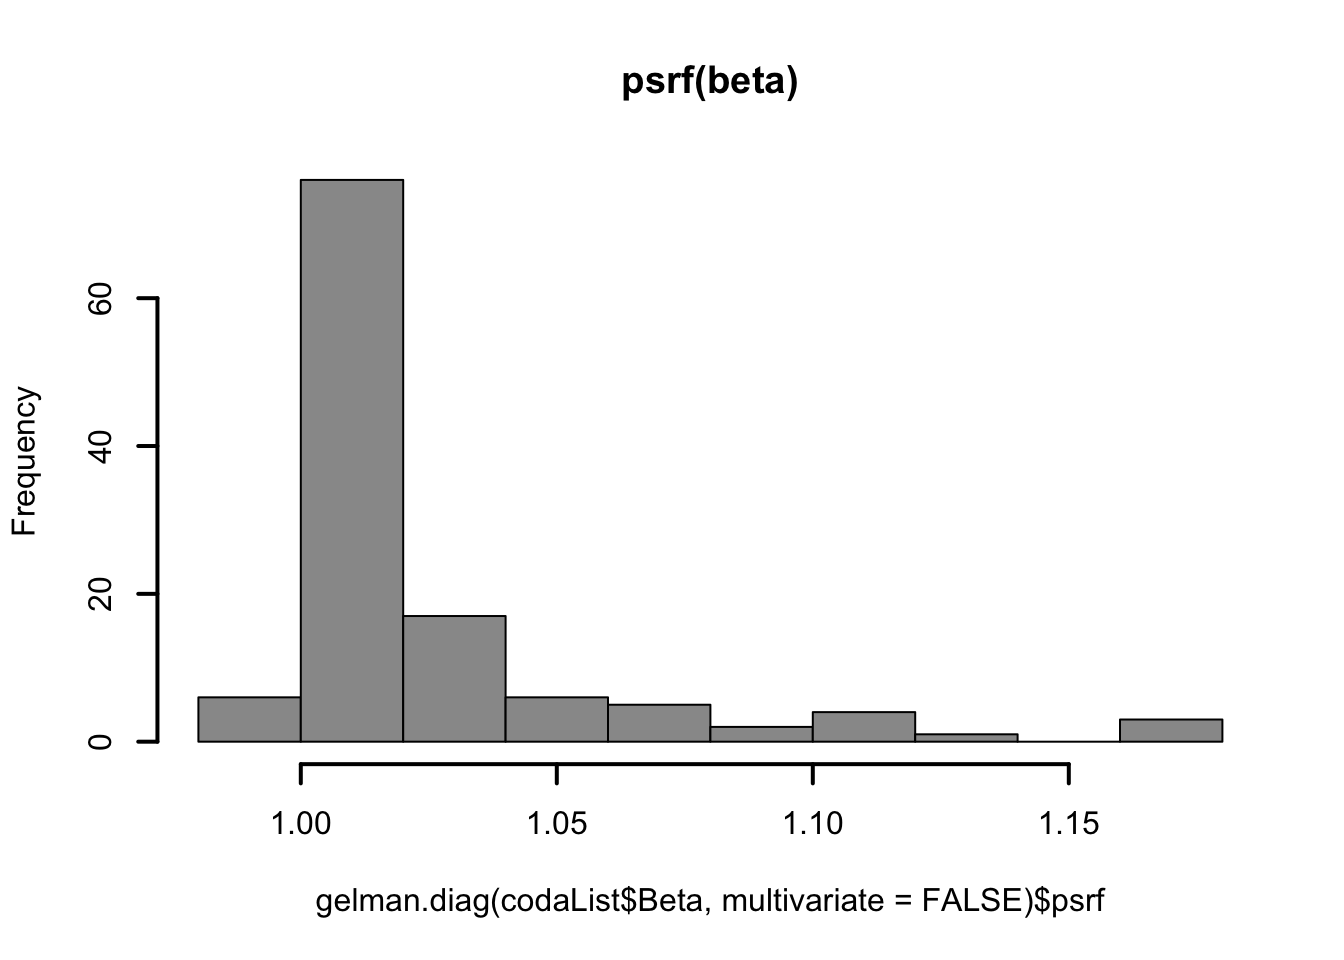 psrf(beta)
Frequency
60
40
20
0
1.00 1.05 1.10 1.15
gelman.diag(codaList$Beta, multivariate = FALSE)$psrf